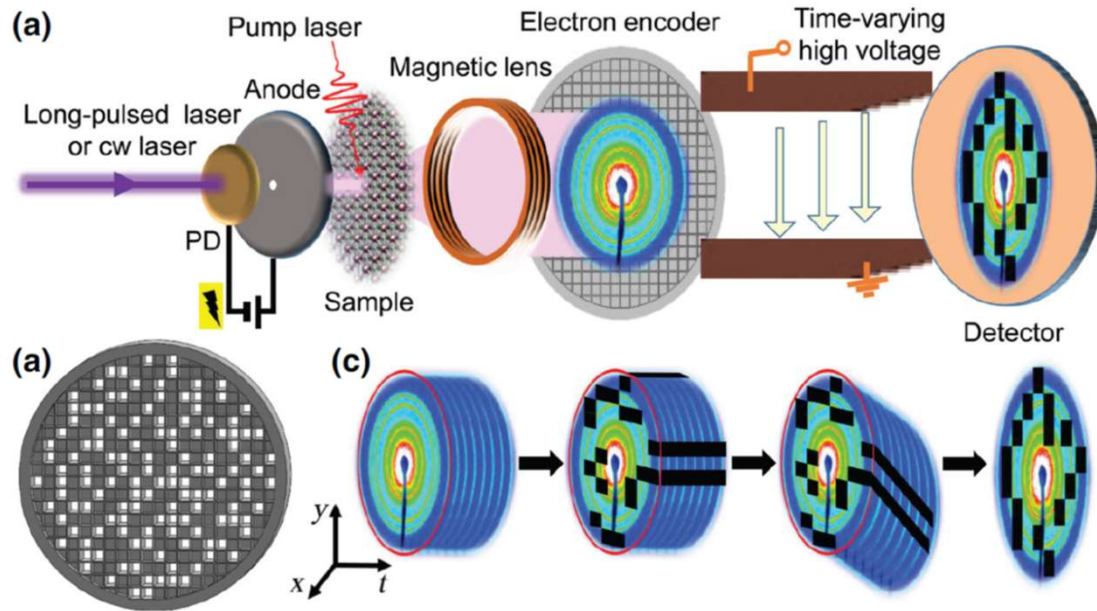 (a)
Pump laser
Electron encoder
Time-varying
high voltage
Magnetic lens
Anode
Long-pulsed laser
or cw laser
PD
Sample
Detector
(a)
(c)
y
x
t